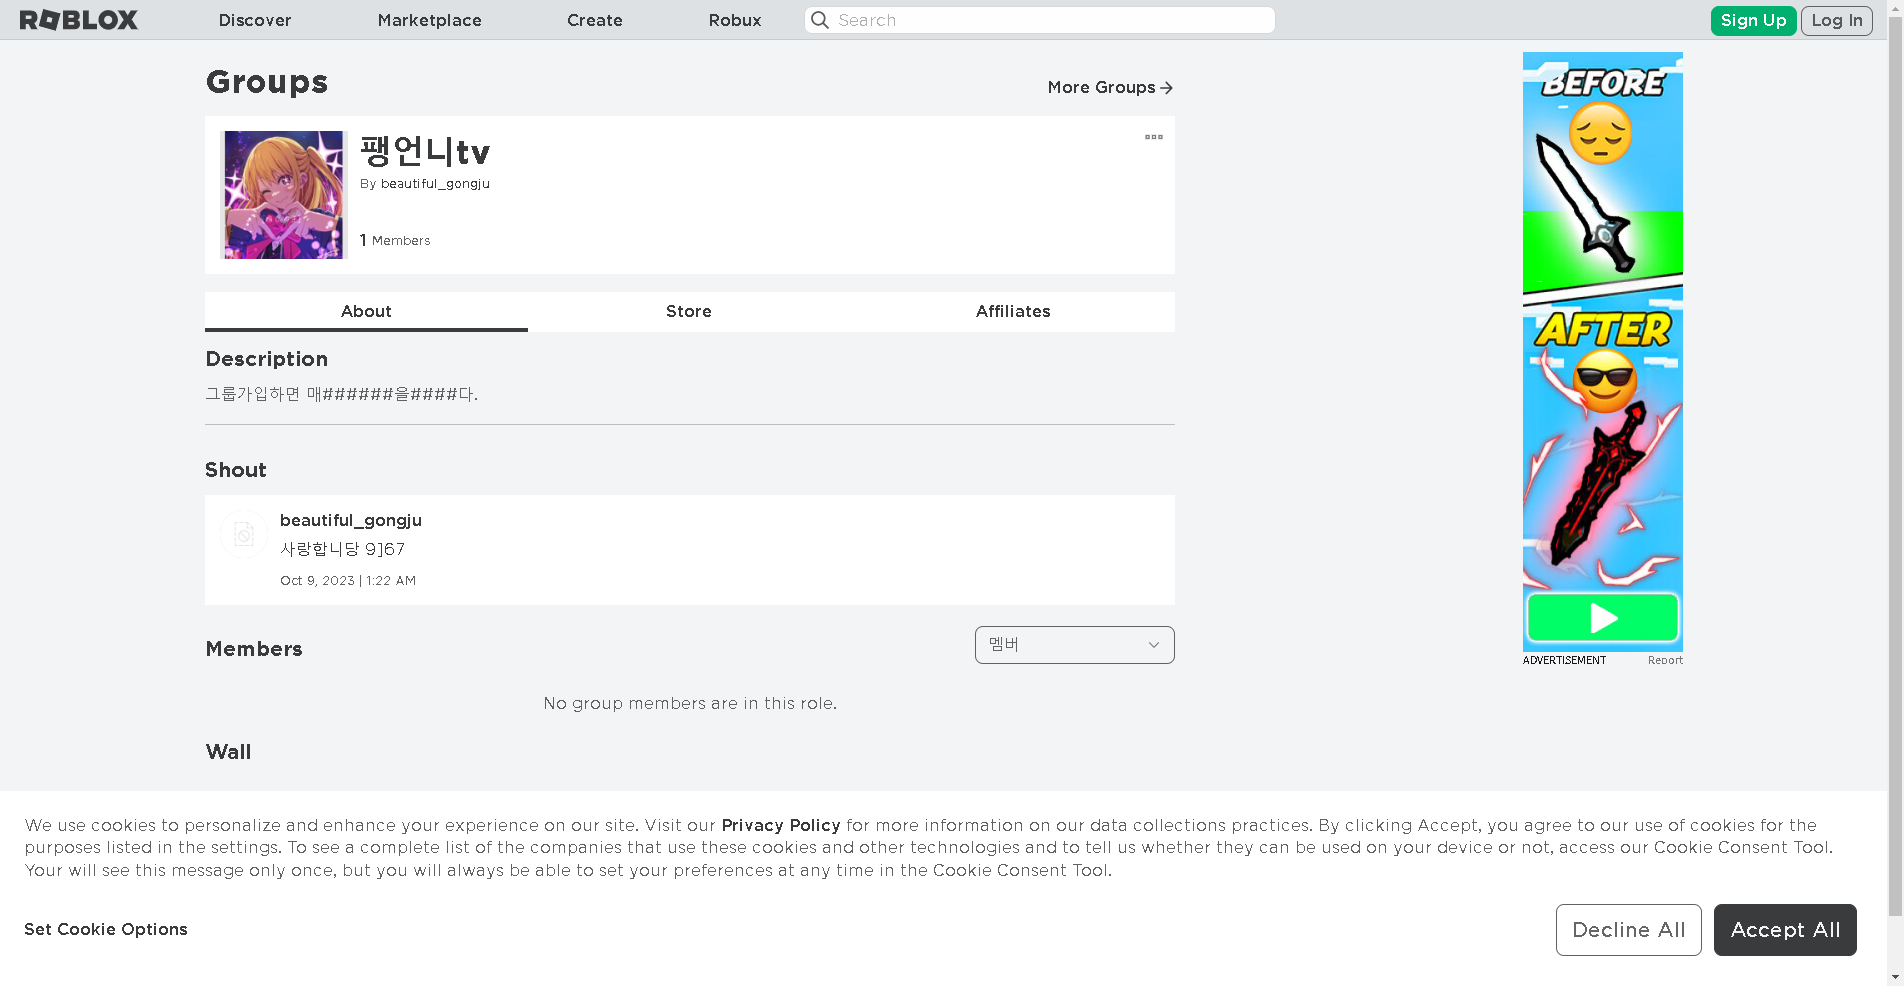 ROBLOX
Discover
Marketplace
Create
Robux
Search
Sign Up
Log In
Groups
More Groups
팽언니tv
By beautiful_gongju
1 Members
About
Store
Affiliates
Description
그룹가입하면 매######을####다.
Shout
beautiful_gongju
사랑합니당 9]67
Oct 9, 2023 | 1:22 AM
Members
멤버
No group members are in this role.
Wall
BEFORE
AFTER
ADVERTISEMENT
Report
We use cookies to personalize and enhance your experience on our site. Visit our Privacy Policy for more information on our data collections practices. By clicking Accept, you agree to our use of cookies for the
purposes listed in the settings. To see a complete list of the companies that use these cookies and other technologies and to tell us whether they can be used on your device or not, access our Cookie Consent Tool.
Your will see this message only once, but you will always be able to set your preferences at any time in the Cookie Consent Tool.
Set Cookie Options
Decline All
Accept All